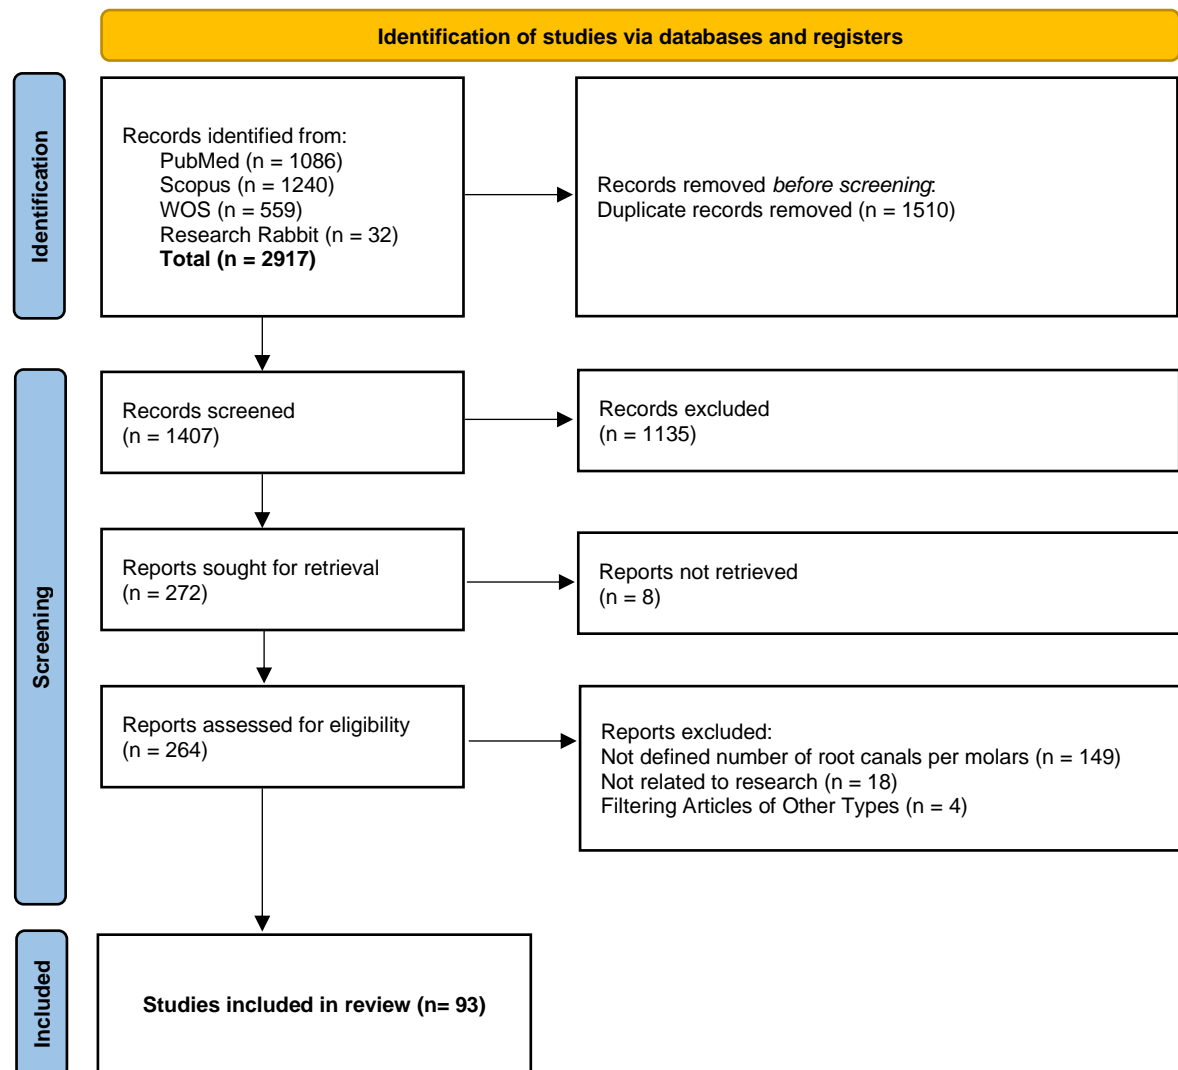 Identification of studies via databases and registers
Identification
Records identified from:
PubMed (n = 1086)
Scopus (n = 1240)
WOS (n = 559)
Research Rabbit (n = 32)
Total (n = 2917)
Records removed before screening:
Duplicate records removed (n = 1510)
Screening
Records screened
(n = 1407)
Records excluded
(n = 1135)
Reports sought for retrieval
(n = 272)
Reports not retrieved
(n = 8)
Reports assessed for eligibility
(n = 264)
Reports excluded:
Not defined number of root canals per molars (n = 149)
Not related to research (n = 18)
Filtering Articles of Other Types (n = 4)
Included
Studies included in review (n= 93)